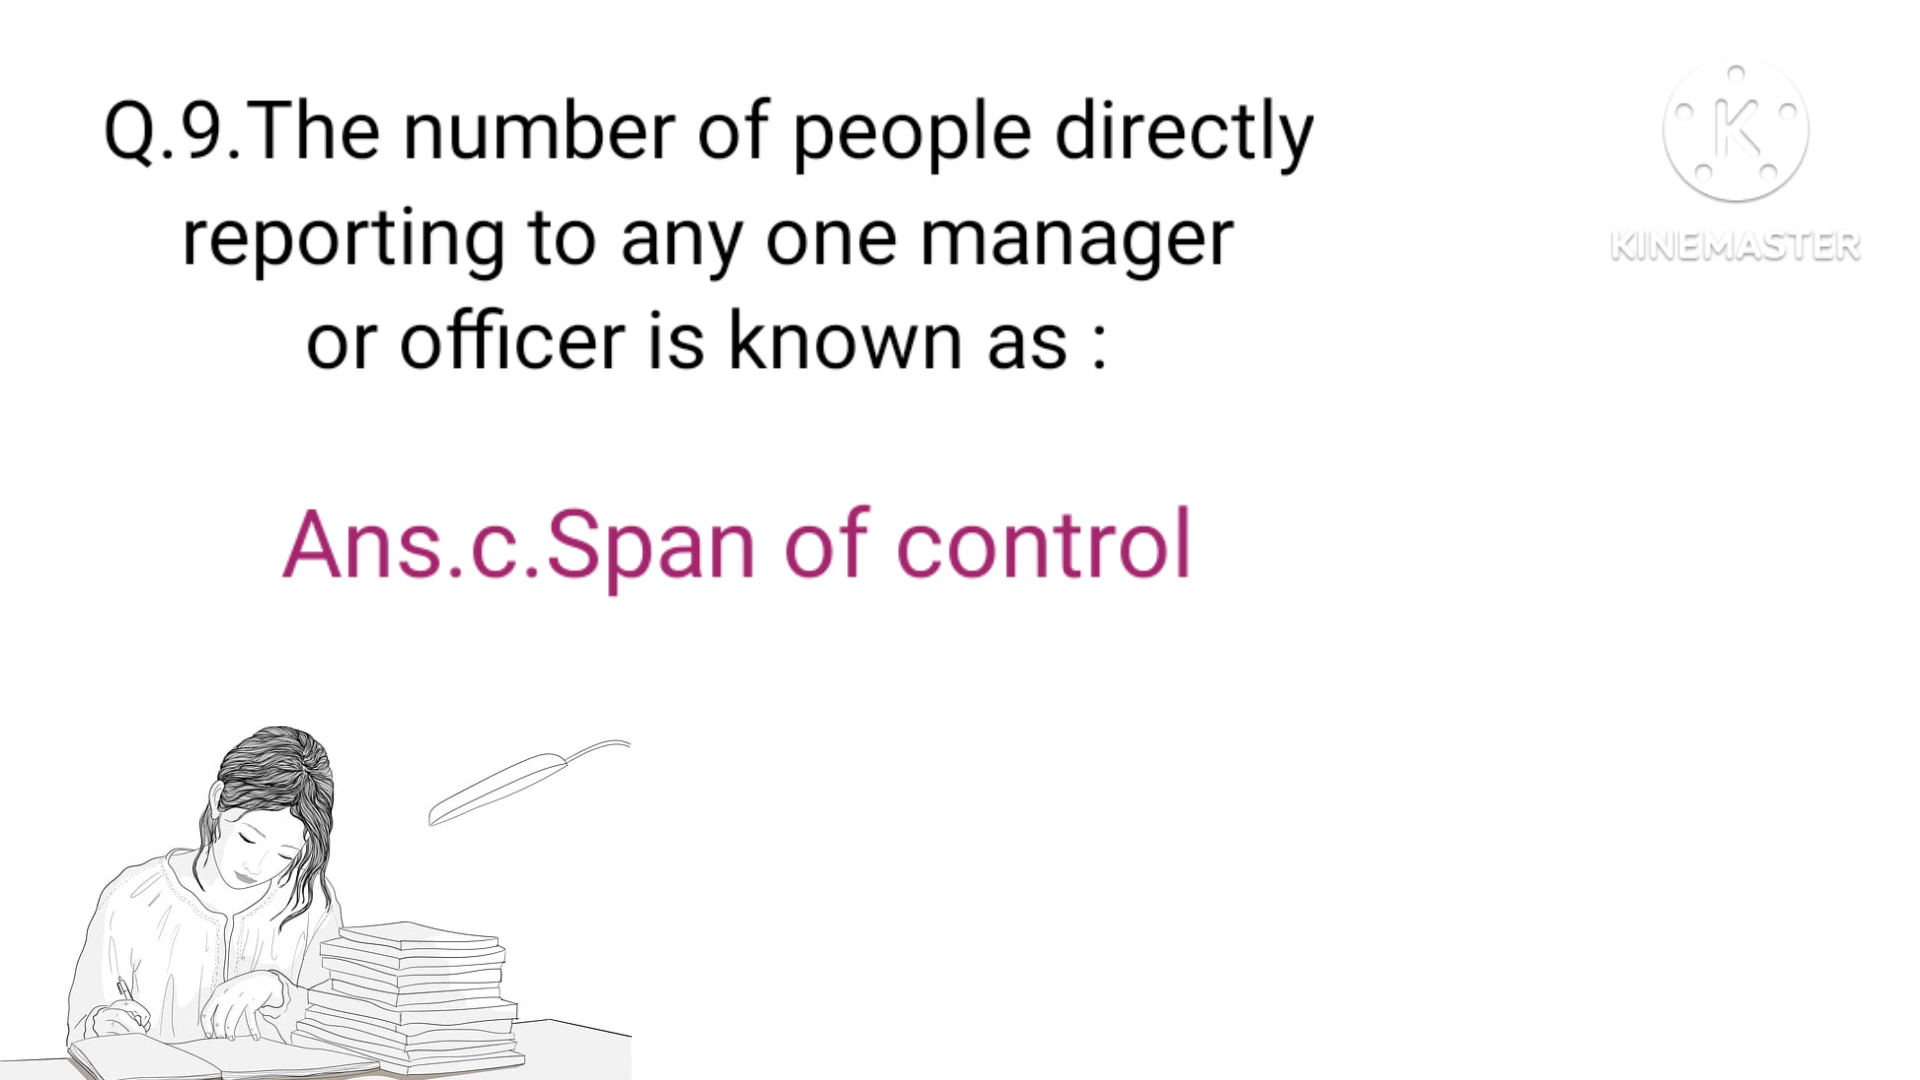 Q.9.The number of people directly
reporting to any one manager
or officer is known as :
Ans.c.Span of control
K
KINEMASTER